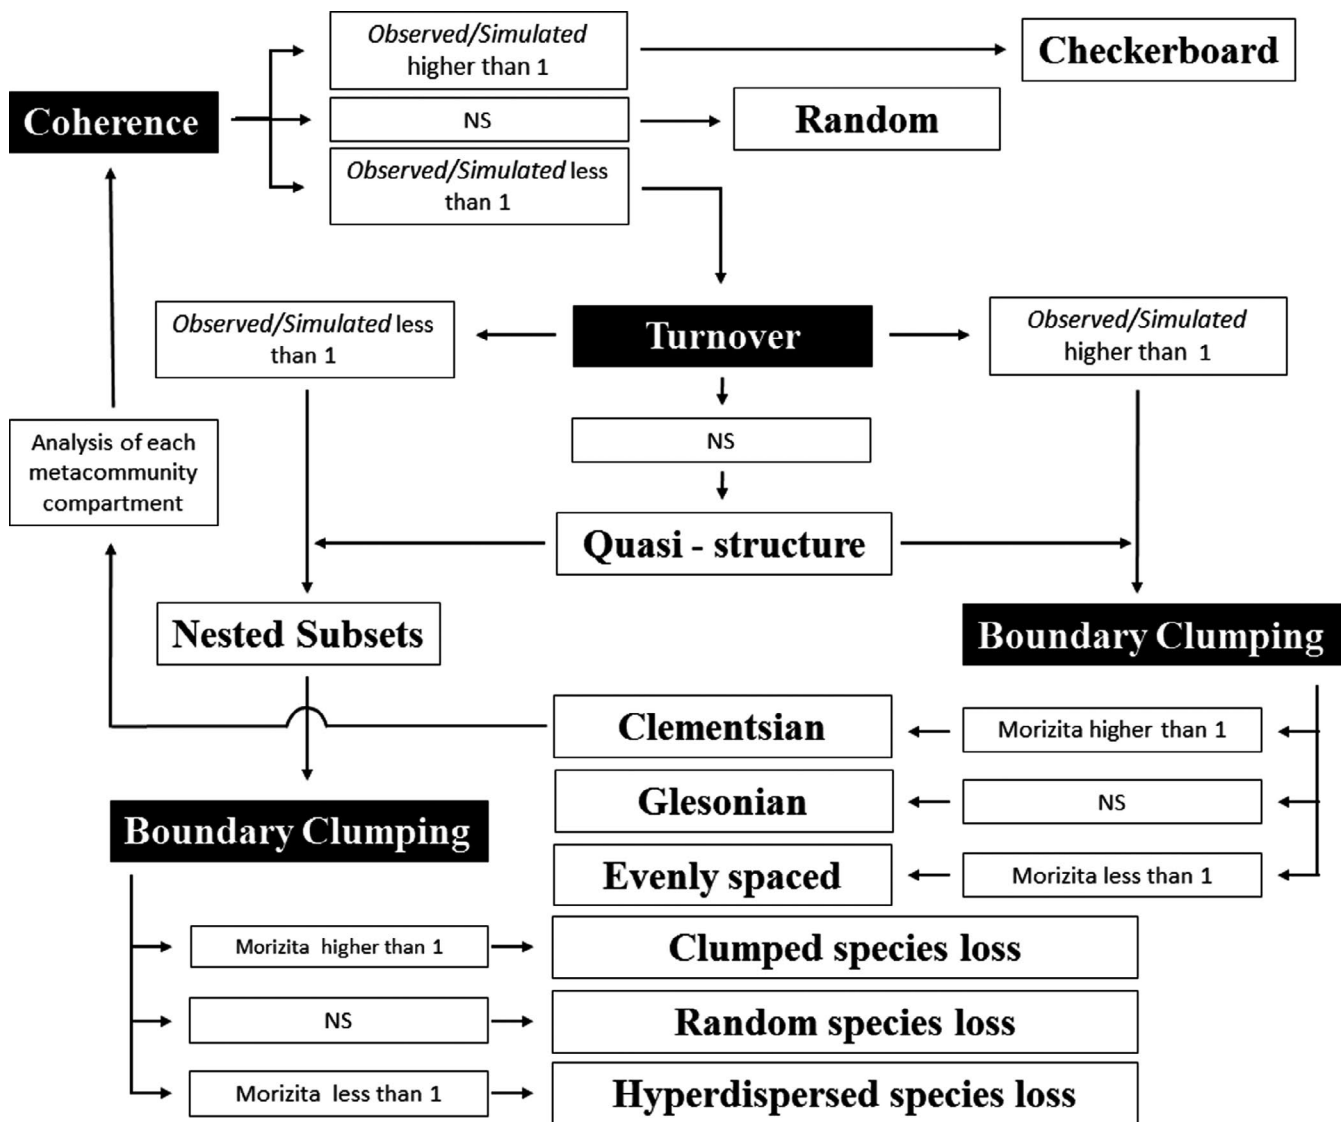 Observed/Simulated
higher than 1
Checkerboard
Coherence
NS
Random
Observed/Simulated less
than 1
Observed/Simulated less
than 1
Turnover
Observed/Simulated
higher than 1
NS
Analysis of each
metacommunity
compartment
Quasi - structure
Nested Subsets
Boundary Clumping
Clementsian
Morizita higher than 1
Glesonian
NS
Evenly spaced
Morizita less than 1
Boundary Clumping
Morizita higher than 1
Clumped species loss
NS
Random species loss
Morizita less than 1
Hyperdispersed species loss